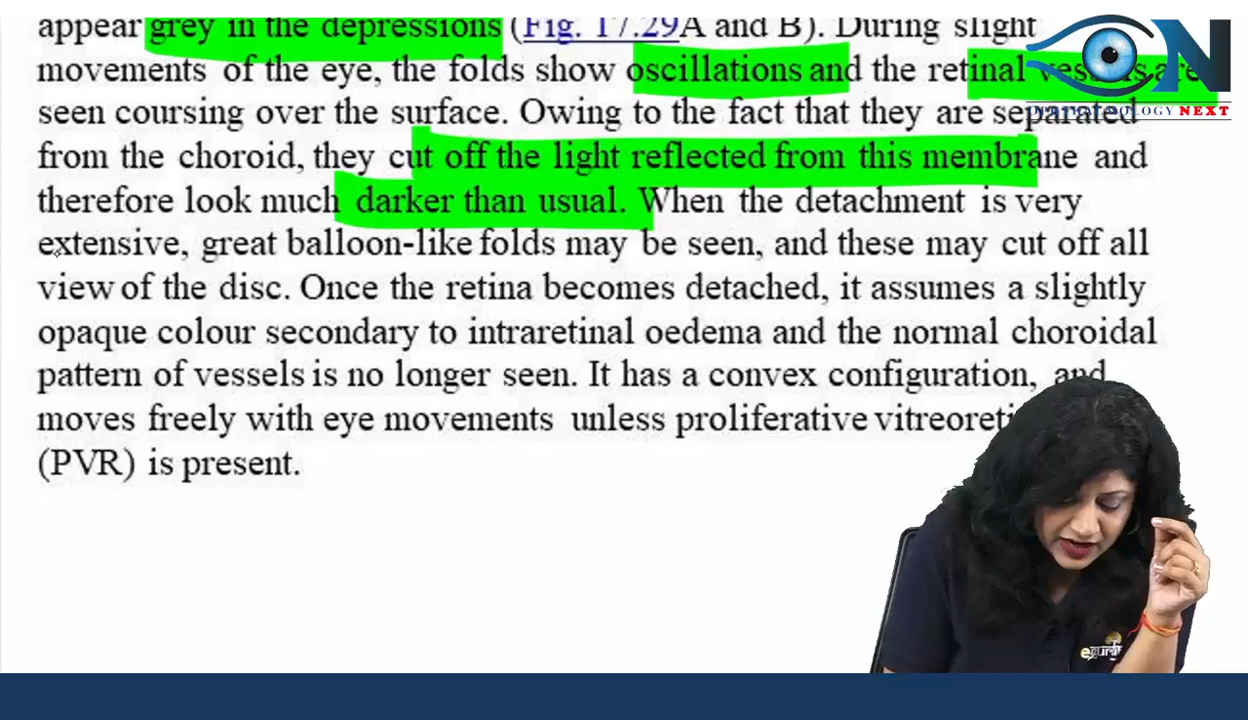 appear grey in the depressions (Fig. 17.29A and B). During slight
movements of the eye, the folds show oscillations and the retinal vessels are
seen coursing over the surface. Owing to the fact that they are separated
from the choroid, they cut off the light reflected from this membrane and
therefore look much darker than usual. When the detachment is very
extensive, great balloon-like folds may be seen, and these may cut off all
view of the disc. Once the retina becomes detached, it assumes a slightly
opaque colour secondary to intraretinal oedema and the normal choroidal
pattern of vessels is no longer seen. It has a convex configuration, and
moves freely with eye movements unless proliferative
(PVR) is present.
ON
NEXT